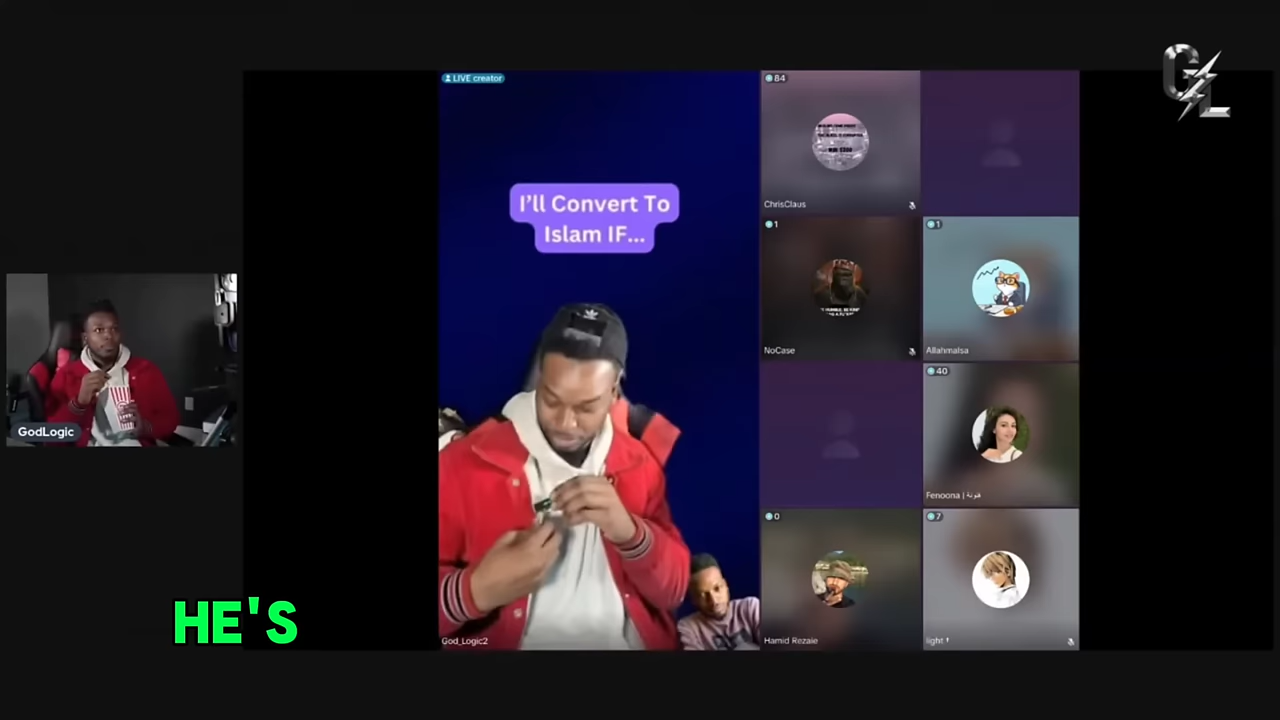 GL
LIVE creator
84
ChrisClaus
I'll Convert To
Islam IF...
1
NoCase
1
Allahmalsa
40
Fenoona | فنونة
GodLogic
0
Hamid Rezaie
7
light
HE'S
God_Logic2